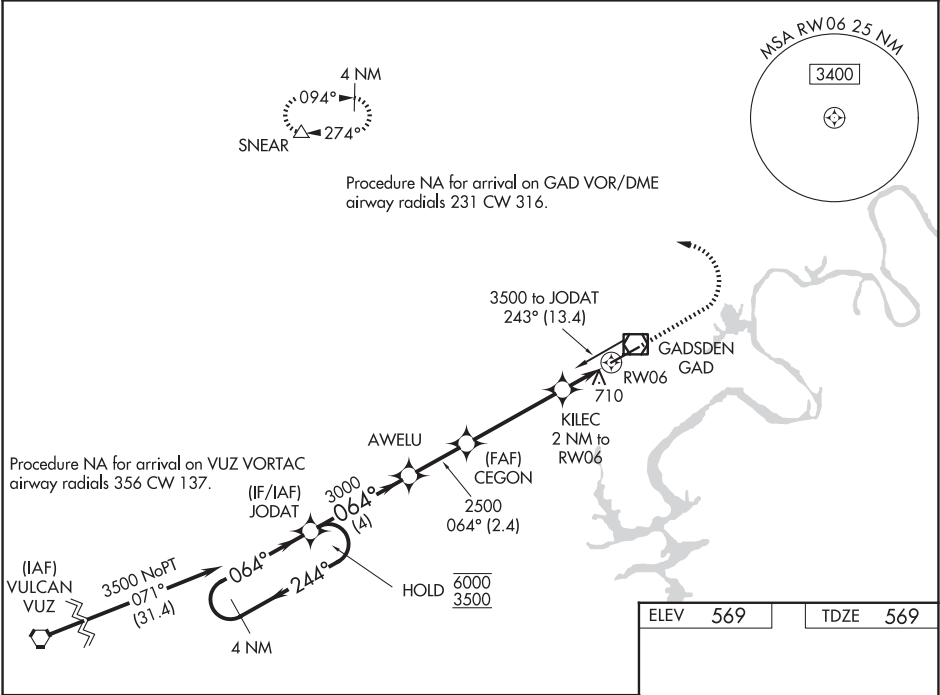 MSA RW06 25 NM
3400
4 NM
094°
274°
SNEAR
Procedure NA for arrival on GAD VOR/DME
airway radials 231 CW 316.
3500 to JODAT
243° (13.4)
GADSDEN
GAD
RW06
710
KILEC
2 NM to
RW06
AWELU
(FAF)
CEGON
2500
064° (2.4)
Procedure NA for arrival on VUZ VORTAC
airway radials 356 CW 137.
(IF/IAF)
JODAT
3000
064°
(4)
(IAF)
VULCAN
VUZ
3500 NoPT
071°
(31.4)
064°
244°
4 NM
HOLD 6000
3500
ELEV 569
TDZE 569